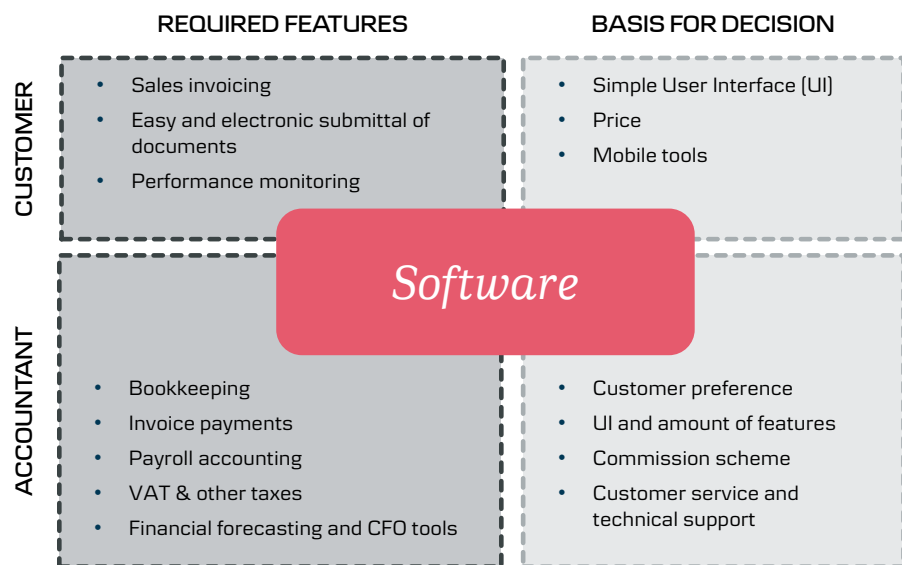 REQUIRED FEATURES
BASIS FOR DECISION
CUSTOMER
• Sales invoicing
• Easy and electronic submittal of
documents
• Performance monitoring
• Simple User Interface (UI)
• Price
• Mobile tools
Software
ACCOUNTANT
• Bookkeeping
• Invoice payments
• Payroll accounting
• VAT & other taxes
• Financial forecasting and CFO tools
• Customer preference
• UI and amount of features
• Commission scheme
• Customer service and
technical support